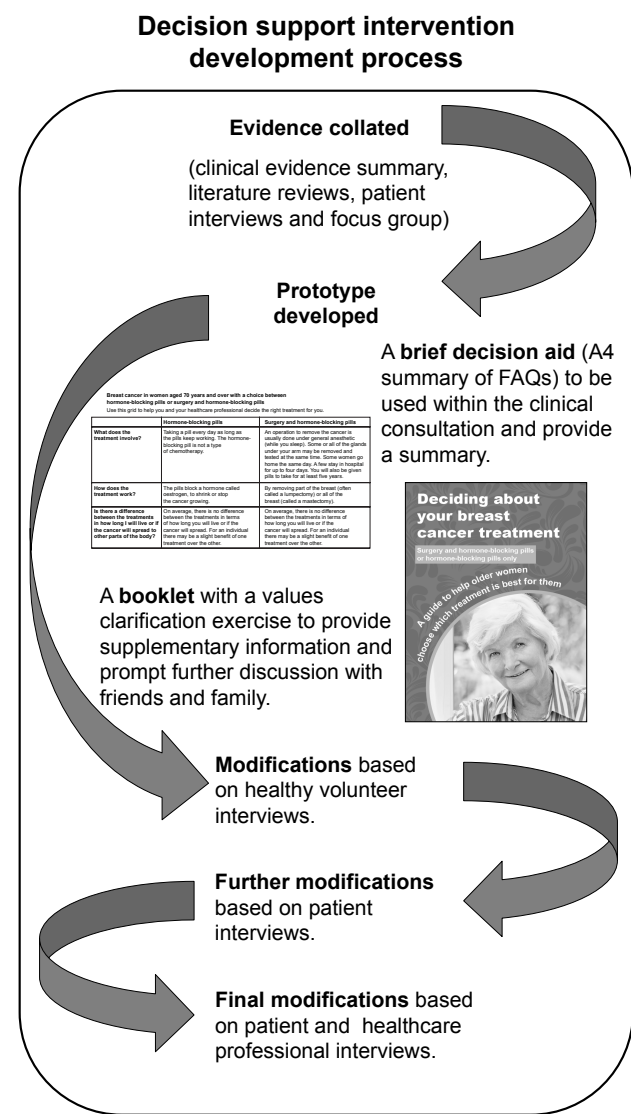 Decision support intervention
development process
Evidence collated
(clinical evidence summary,
literature reviews, patient
interviews and focus group)
Prototype
developed
A brief decision aid (A4
summary of FAQs) to be
used within the clinical
consultation and provide
a summary.
Breast cancer in women aged 70 years and over with a choice between
hormone-blocking pills or surgery and hormone-blocking pills
Use this grid to help you and your healthcare professional decide the right treatment for you.
Hormone-blocking pills
Surgery and hormone-blocking pills
What does the
treatment involve?
Taking a pill every day as long as
the pills keep working. The hormone-
blocking pill is not a type
of chemotherapy.
An operation to remove the cancer is
usually done under general anesthetic
(while you sleep). Some or all of the glands
under your arm may be removed and
tested at the same time. Some women go
home the same day. A few stay in hospital
for up to four days. You will also be given
pills to take for at least five years.
How does the
treatment work?
The pills block a hormone called
oestrogen, to shrink or stop
the cancer growing.
By removing part of the breast (often
called a lumpectomy) or all of the
breast (called a mastectomy).
Is there a difference
between the treatments
in how long I will live or if
the cancer will spread to
other parts of the body?
On average, there is no difference
between the treatments in terms
of how long you will live or if the
cancer will spread. For an individual
there may be a slight benefit of one
treatment over the other.
On average, there is no difference
between the treatments in terms of
how long you will live or if the
cancer will spread. For an individual
there may be a slight benefit of one
treatment over the other.
Deciding about
your breast
cancer treatment
Surgery and hormone-blocking pills
or hormone-blocking pills only
A guide to help older women
choose which treatment is best for them
A booklet with a values
clarification exercise to provide
supplementary information and
prompt further discussion with
friends and family.
Modifications based
on healthy volunteer
interviews.
Further modifications
based on patient
interviews.
Final modifications based
on patient and healthcare
professional interviews.